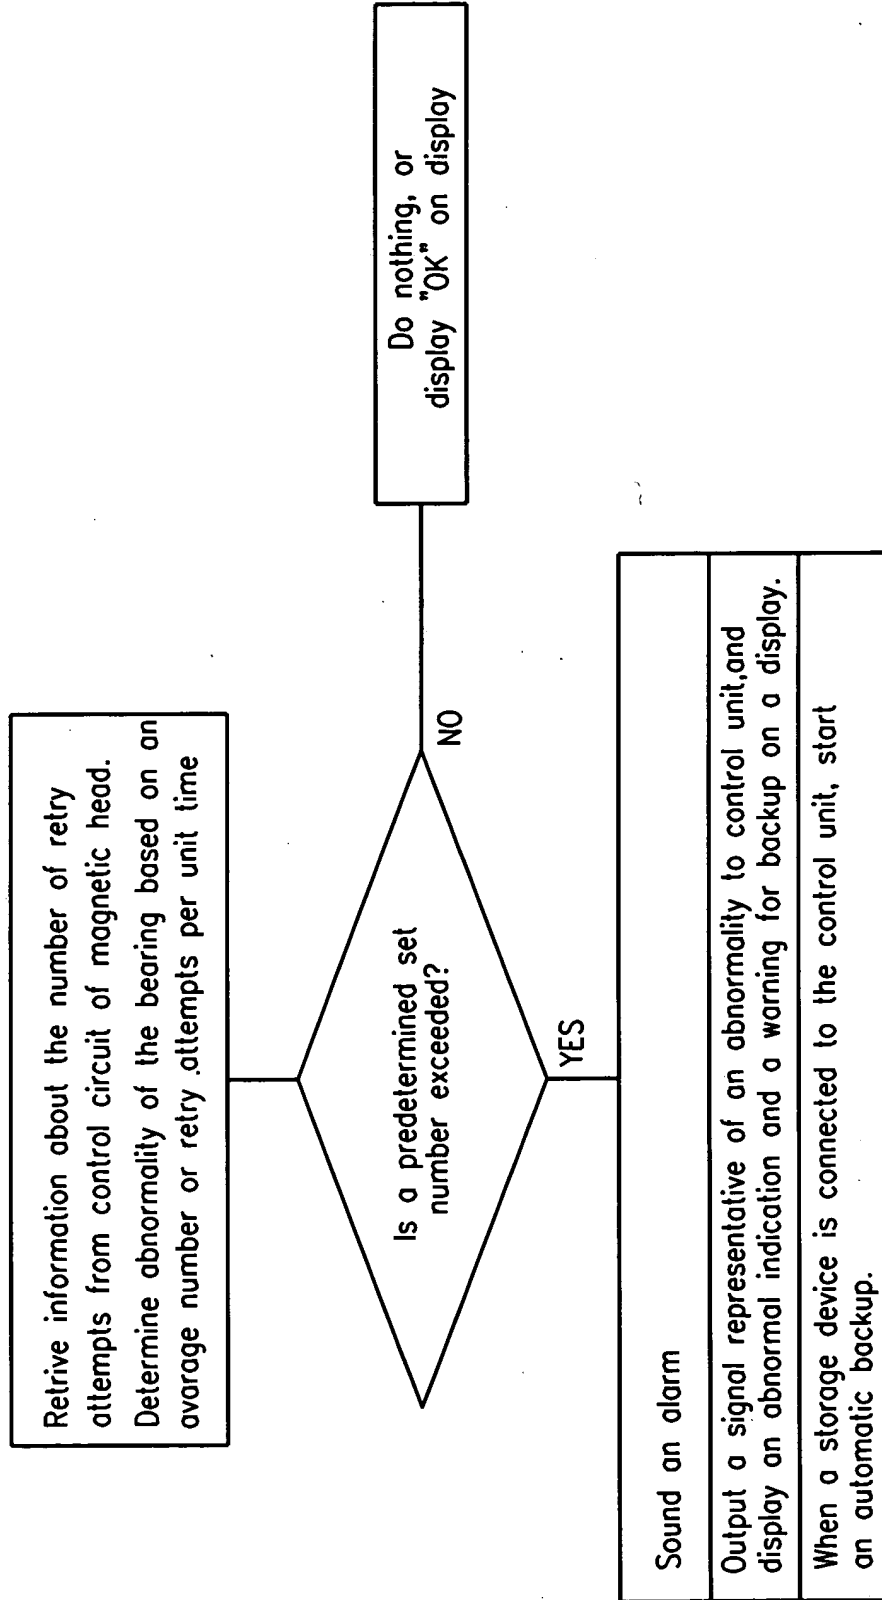 Retrive information about the number of retry
attempts from control circuit of magnetic head.
Determine abnormality of the bearing based on an
avarage number or retry attempts per unit time
Is a predetermined set
number exceeded?
NO
Do nothing, or
display "OK" on display
YES
Sound an alarm
Output a signal representative of an abnormality to control unit,and
display an abnormal indication and a warning for backup on a display.
When a storage device is connected to the control unit, start
an automatic backup.